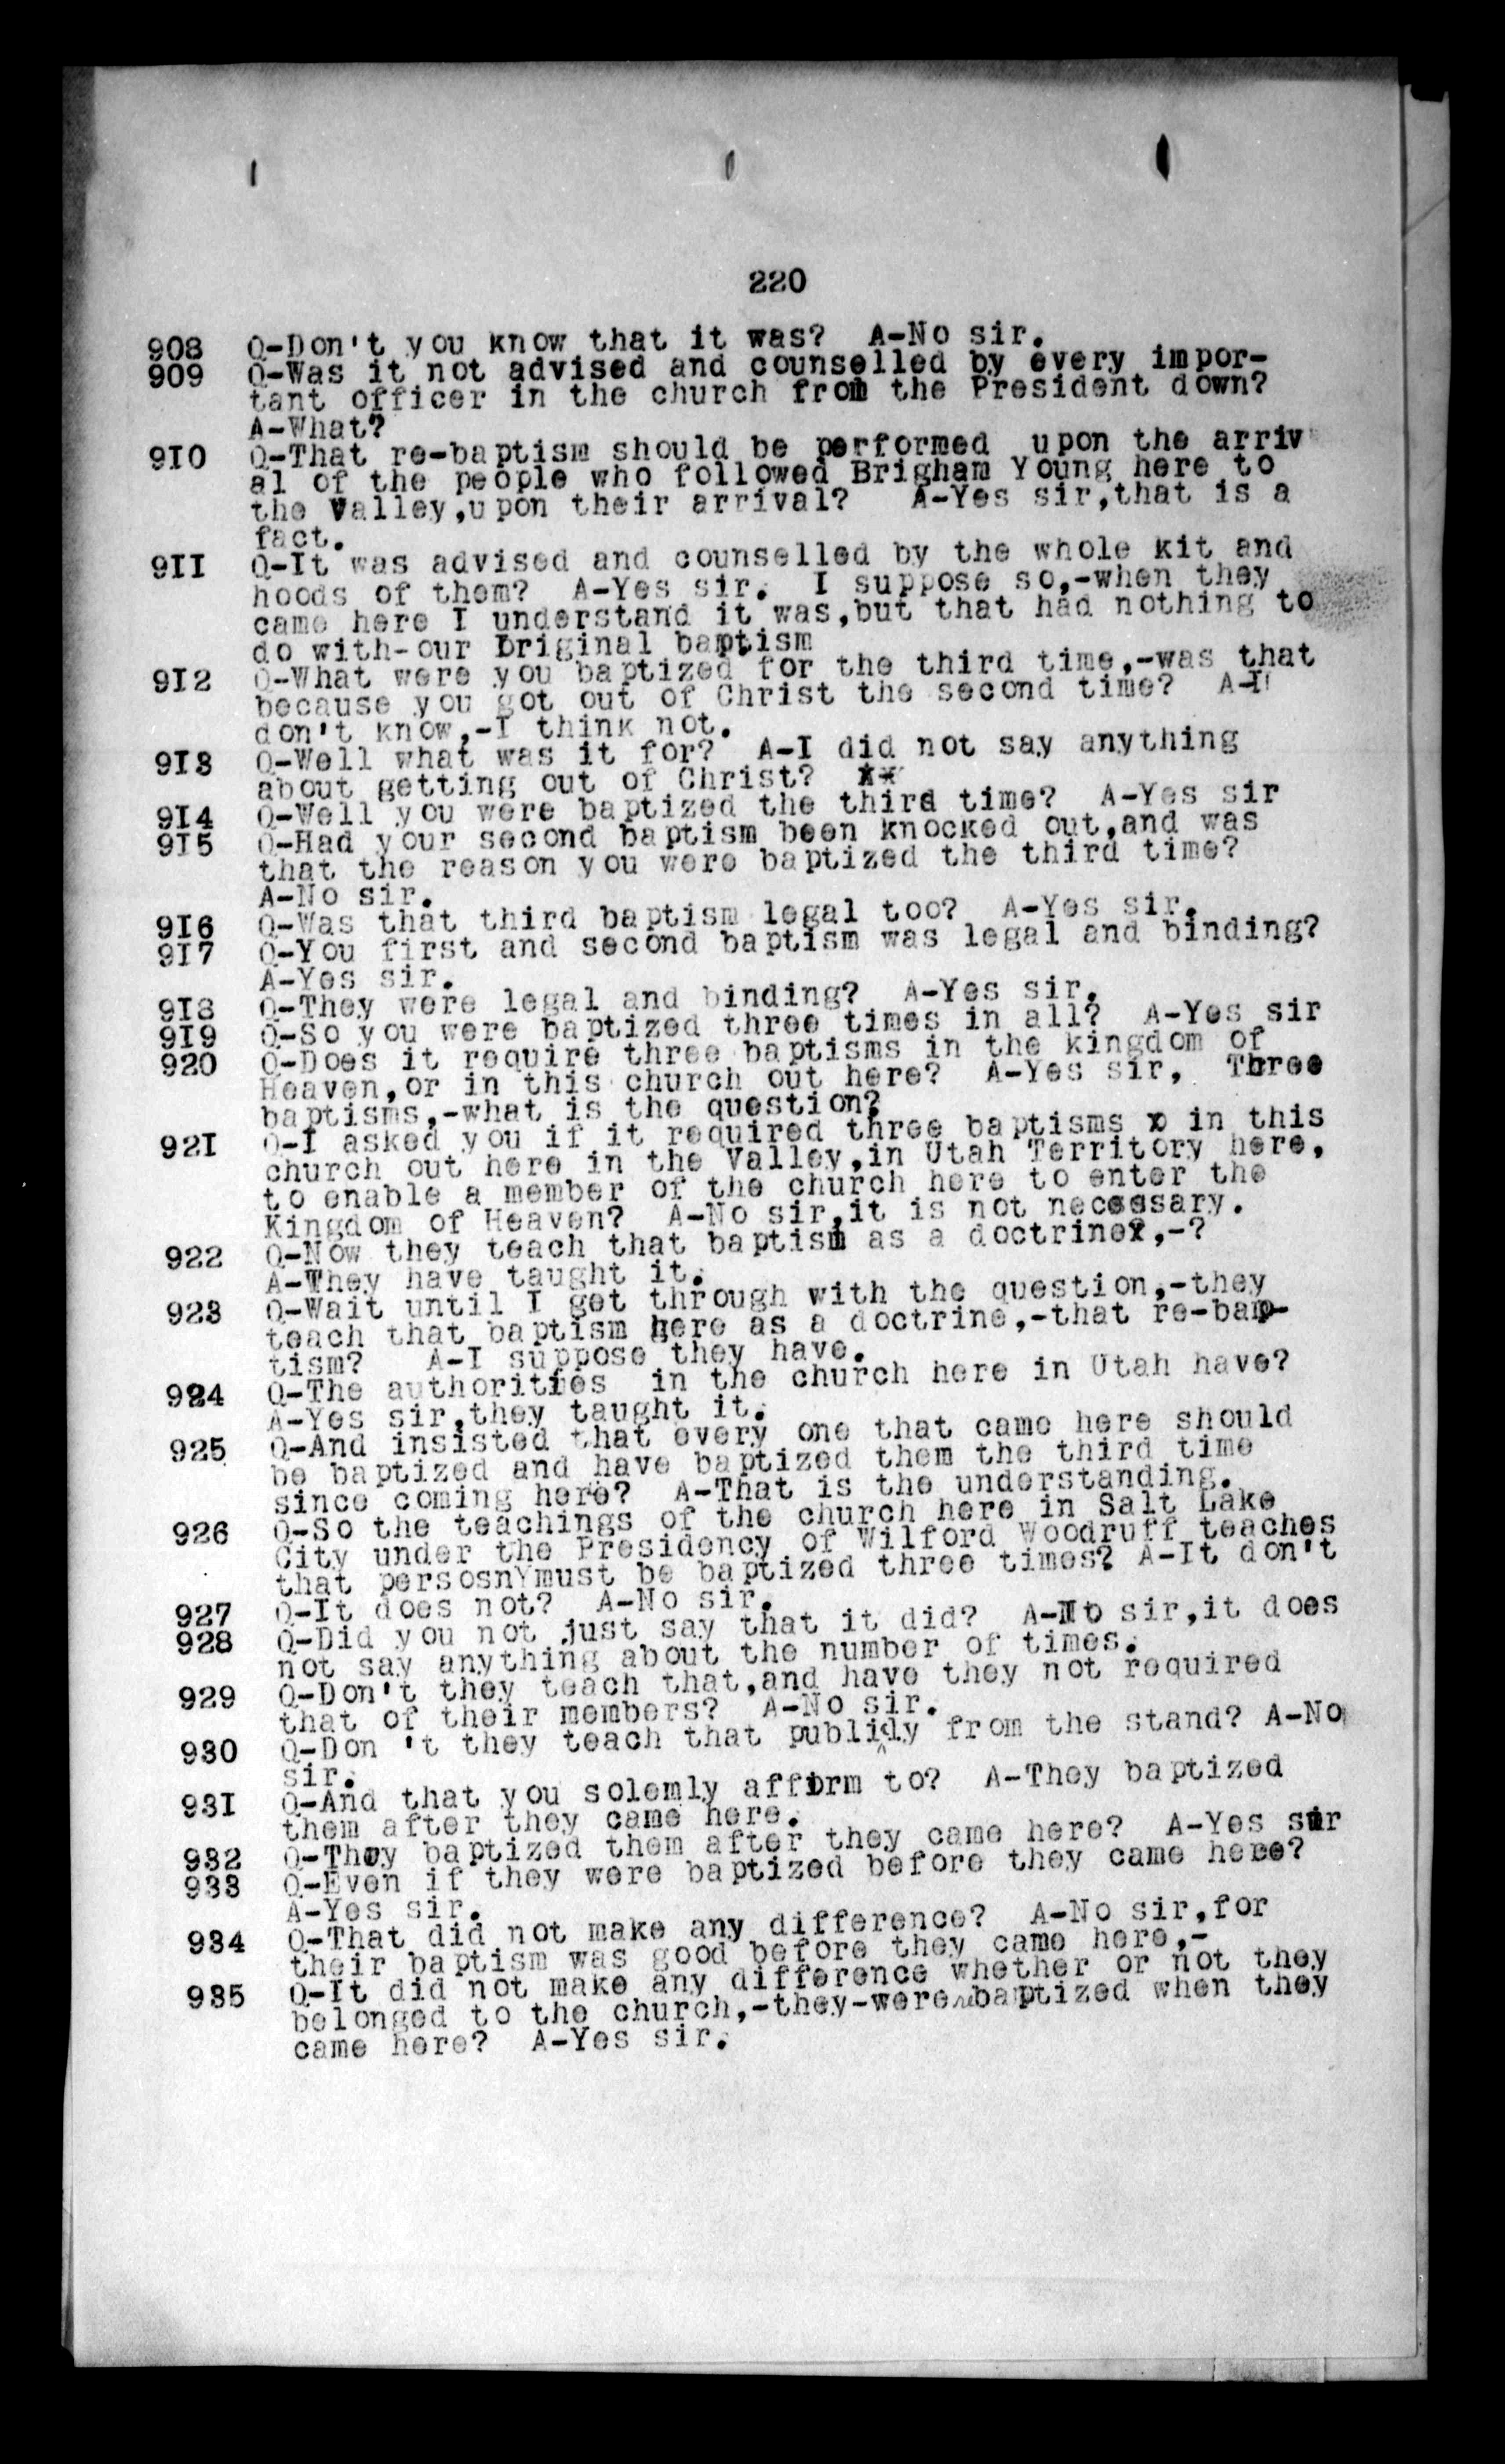 220
908 Q-Don't you know that it was? A-No sir.
909 Q-Was it not advised and counselled by every impor-
tant officer in the church from the President down?
A-What?
9I0 Q-That re-baptism should be performed upon the arriv
al of the people who followed Brigham Young here to
the Valley,upon their arrival? A-Yes sir,that is a
fact.
9II Q-It was advised and counselled by the whole kit and
hoods of them? A-Yes sir. I suppose so,-when they
came here I understand it was,but that had nothing to
do with-our original baptism
9I2 Q-What were you baptized for the third time,-was that
because you got out of Christ the second time? A-I
don't know,-I think not.
9I3 Q-Well what was it for? A-I did not say anything
about getting out of Christ? **
9I4 Q-Well you were baptized the third time? A-Yes sir
9I5 Q-Had your second baptism been knocked out,and was
that the reason you were baptized the third time?
A-No sir.
9I6 Q-Was that third baptism legal too? A-Yes sir.
9I7 Q-You first and second baptism was legal and binding?
A-Yes sir.
9I8 Q-They were legal and binding? A-Yes sir.
9I9 Q-So you were baptized three times in all? A-Yes sir
920 Q-Does it require three baptisms in the kingdom of
Heaven,or in this church out here? A-Yes sir, Three
baptisms,-what is the question?
92I Q-I asked you if it required three baptisms x in this
church out here in the Valley,in Utah Territory here,
to enable a member of the church here to enter the
Kingdom of Heaven? A-No sir,it is not necessary.
922 Q-Now they teach that baptism as a doctrinex,-?
A-They have taught it.
923 Q-Wait until I get through with the question,-they
teach that baptism here as a doctrine,-that re-bap-
tism? A-I suppose they have.
924 Q-The authorities in the church here in Utah have?
A-Yes sir,they taught it.
925 Q-And insisted that every one that came here should
be baptized and have baptized them the third time
since coming here? A-That is the understanding.
926 Q-So the teachings of the church here in Salt Lake
City under the Presidency of Wilford Woodruff teaches
that persosnYmust be baptized three times? A-It don't
927 Q-It does not? A-No sir.
928 Q-Did you not just say that it did? A-No sir,it does
not say anything about the number of times.
929 Q-Don't they teach that,and have they not required
that of their members? A-No sir.
930 Q-Don 't they teach that publicly from the stand? A-No
sir.
93I Q-And that you solemly affirm to? A-They baptized
them after they came here.
932 Q-They baptized them after they came here? A-Yes sir
933 Q-Even if they were baptized before they came here?
A-Yes sir.
934 Q-That did not make any difference? A-No sir,for
their baptism was good before they came here,-
935 Q-It did not make any difference whether or not they
belonged to the church,-they-were baptized when they
came here? A-Yes sir.